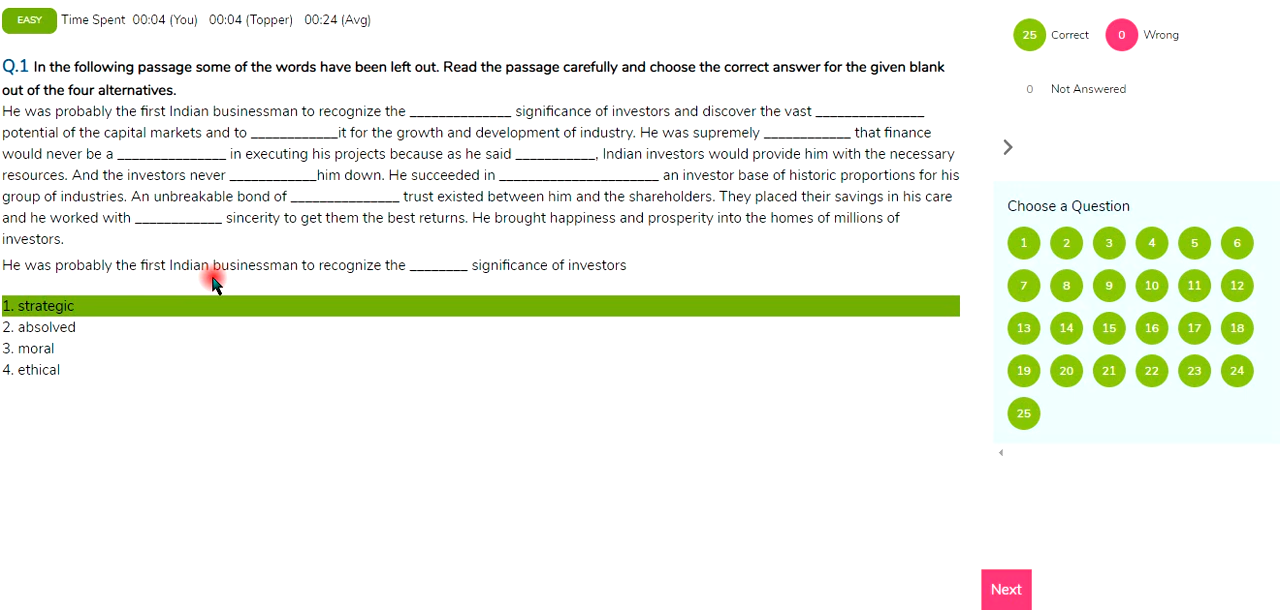 EASY Time Spent 00:04 (You) 00:04 (Topper) 00:24 (Avg)
25 Correct 0 Wrong
0 Not Answered
Q.1 In the following passage some of the words have been left out. Read the passage carefully and choose the correct answer for the given blank
out of the four alternatives.
He was probably the first Indian businessman to recognize the ______________ significance of investors and discover the vast _______________
potential of the capital markets and to ____________it for the growth and development of industry. He was supremely ____________ that finance
would never be a _______________ in executing his projects because as he said ___________, Indian investors would provide him with the necessary
resources. And the investors never ____________him down. He succeeded in ______________________ an investor base of historic proportions for his
group of industries. An unbreakable bond of _______________ trust existed between him and the shareholders. They placed their savings in his care
and he worked with ____________ sincerity to get them the best returns. He brought happiness and prosperity into the homes of millions of
investors.
He was probably the first Indian businessman to recognize the ________ significance of investors
1. strategic
2. absolved
3. moral
4. ethical
Choose a Question
1 2 3 4 5 6
7 8 9 10 11 12
13 14 15 16 17 18
19 20 21 22 23 24
25
Next